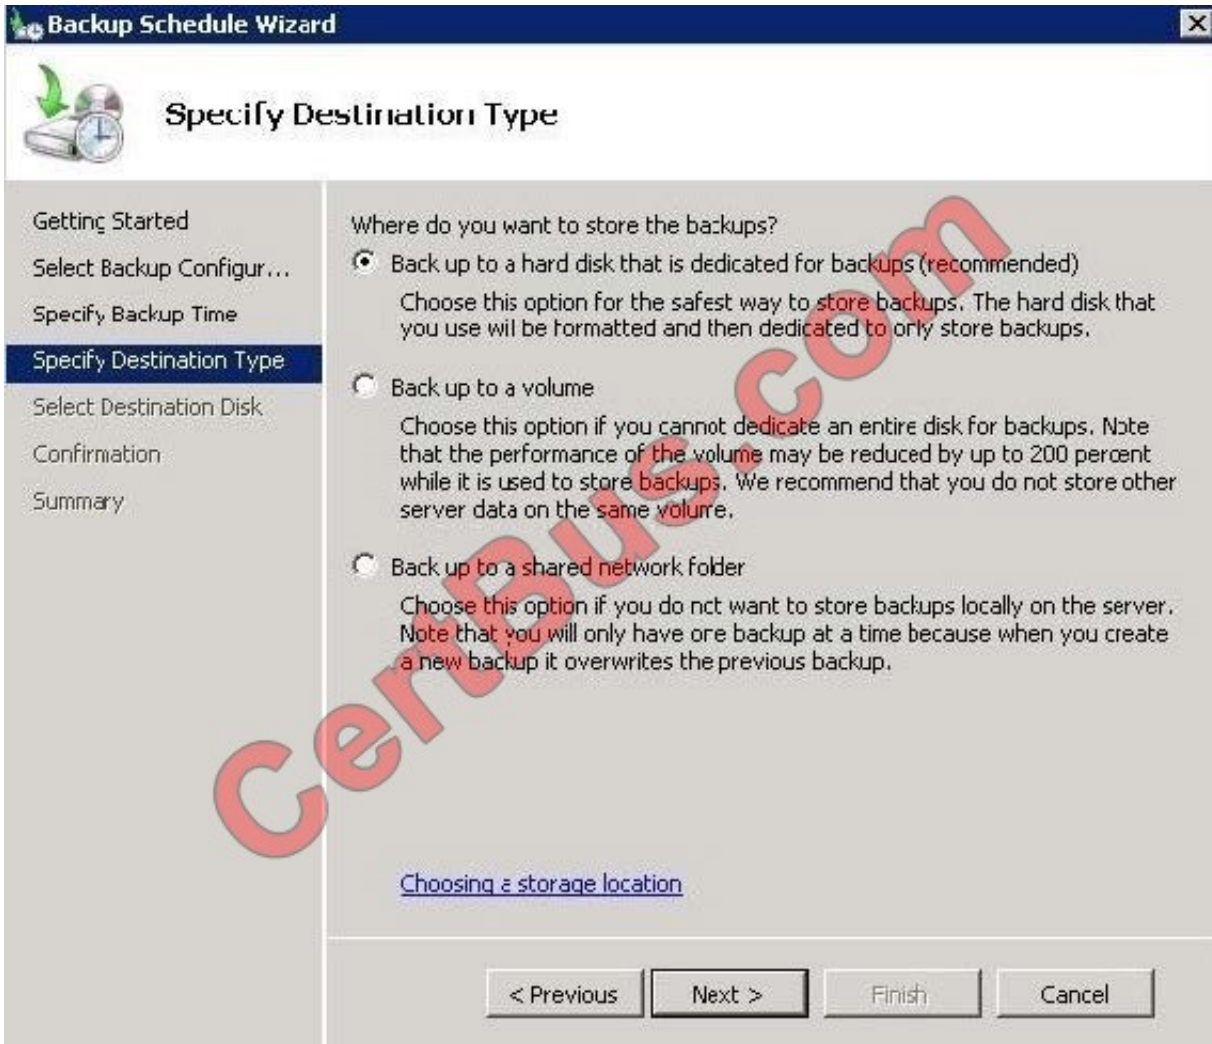 Backup Schedule Wizard
Specify Destination Type
Getting Started
Select Backup Configur...
Specify Backup Time
Specify Destination Type
Select Destination Disk
Confirmation
Summary
Where do you want to store the backups?
Back up to a hard disk that is dedicated for backups (recommended)
Choose this option for the safest way to store backups. The hard disk that
you use will be formatted and then dedicated to only store backups.
Back up to a volume
Choose this option if you cannot dedicate an entire disk for backups. Note
that the performance of the volume may be reduced by up to 200 percent
while it is used to store backups. We recommend that you do not store other
server data on the same volume.
Back up to a shared network folder
Choose this option if you do not want to store backups locally on the server.
Note that you will only have one backup at a time because when you create
a new backup it overwrites the previous backup.
CertBus.com
Choosing a storage location
< Previous
Next >
Finish
Cancel